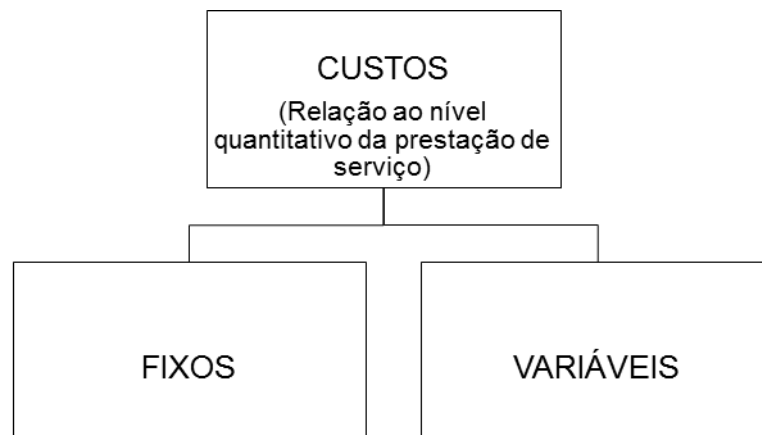 CUSTOS
(Relação ao nível
quantitativo da prestação de
serviço)
FIXOS
VARIÁVEIS